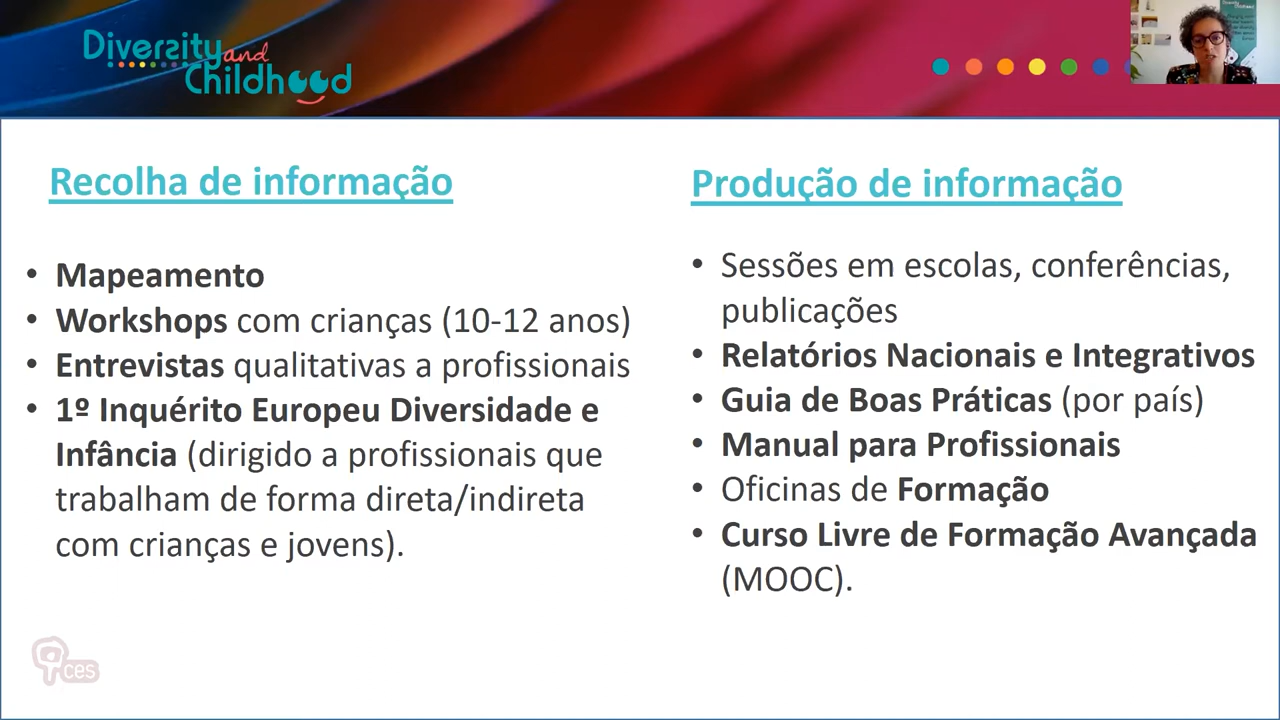 Diversity and
Childhood
Recolha de informação
Mapeamento
Workshops com crianças (10-12 anos)
Entrevistas qualitativas a profissionais
1º Inquérito Europeu Diversidade e
Infância (dirigido a profissionais que
trabalham de forma direta/indireta
com crianças e jovens).
Produção de informação
Sessões em escolas, conferências,
publicações
Relatórios Nacionais e Integrativos
Guia de Boas Práticas (por país)
Manual para Profissionais
Oficinas de Formação
Curso Livre de Formação Avançada
(MOOC).
ces